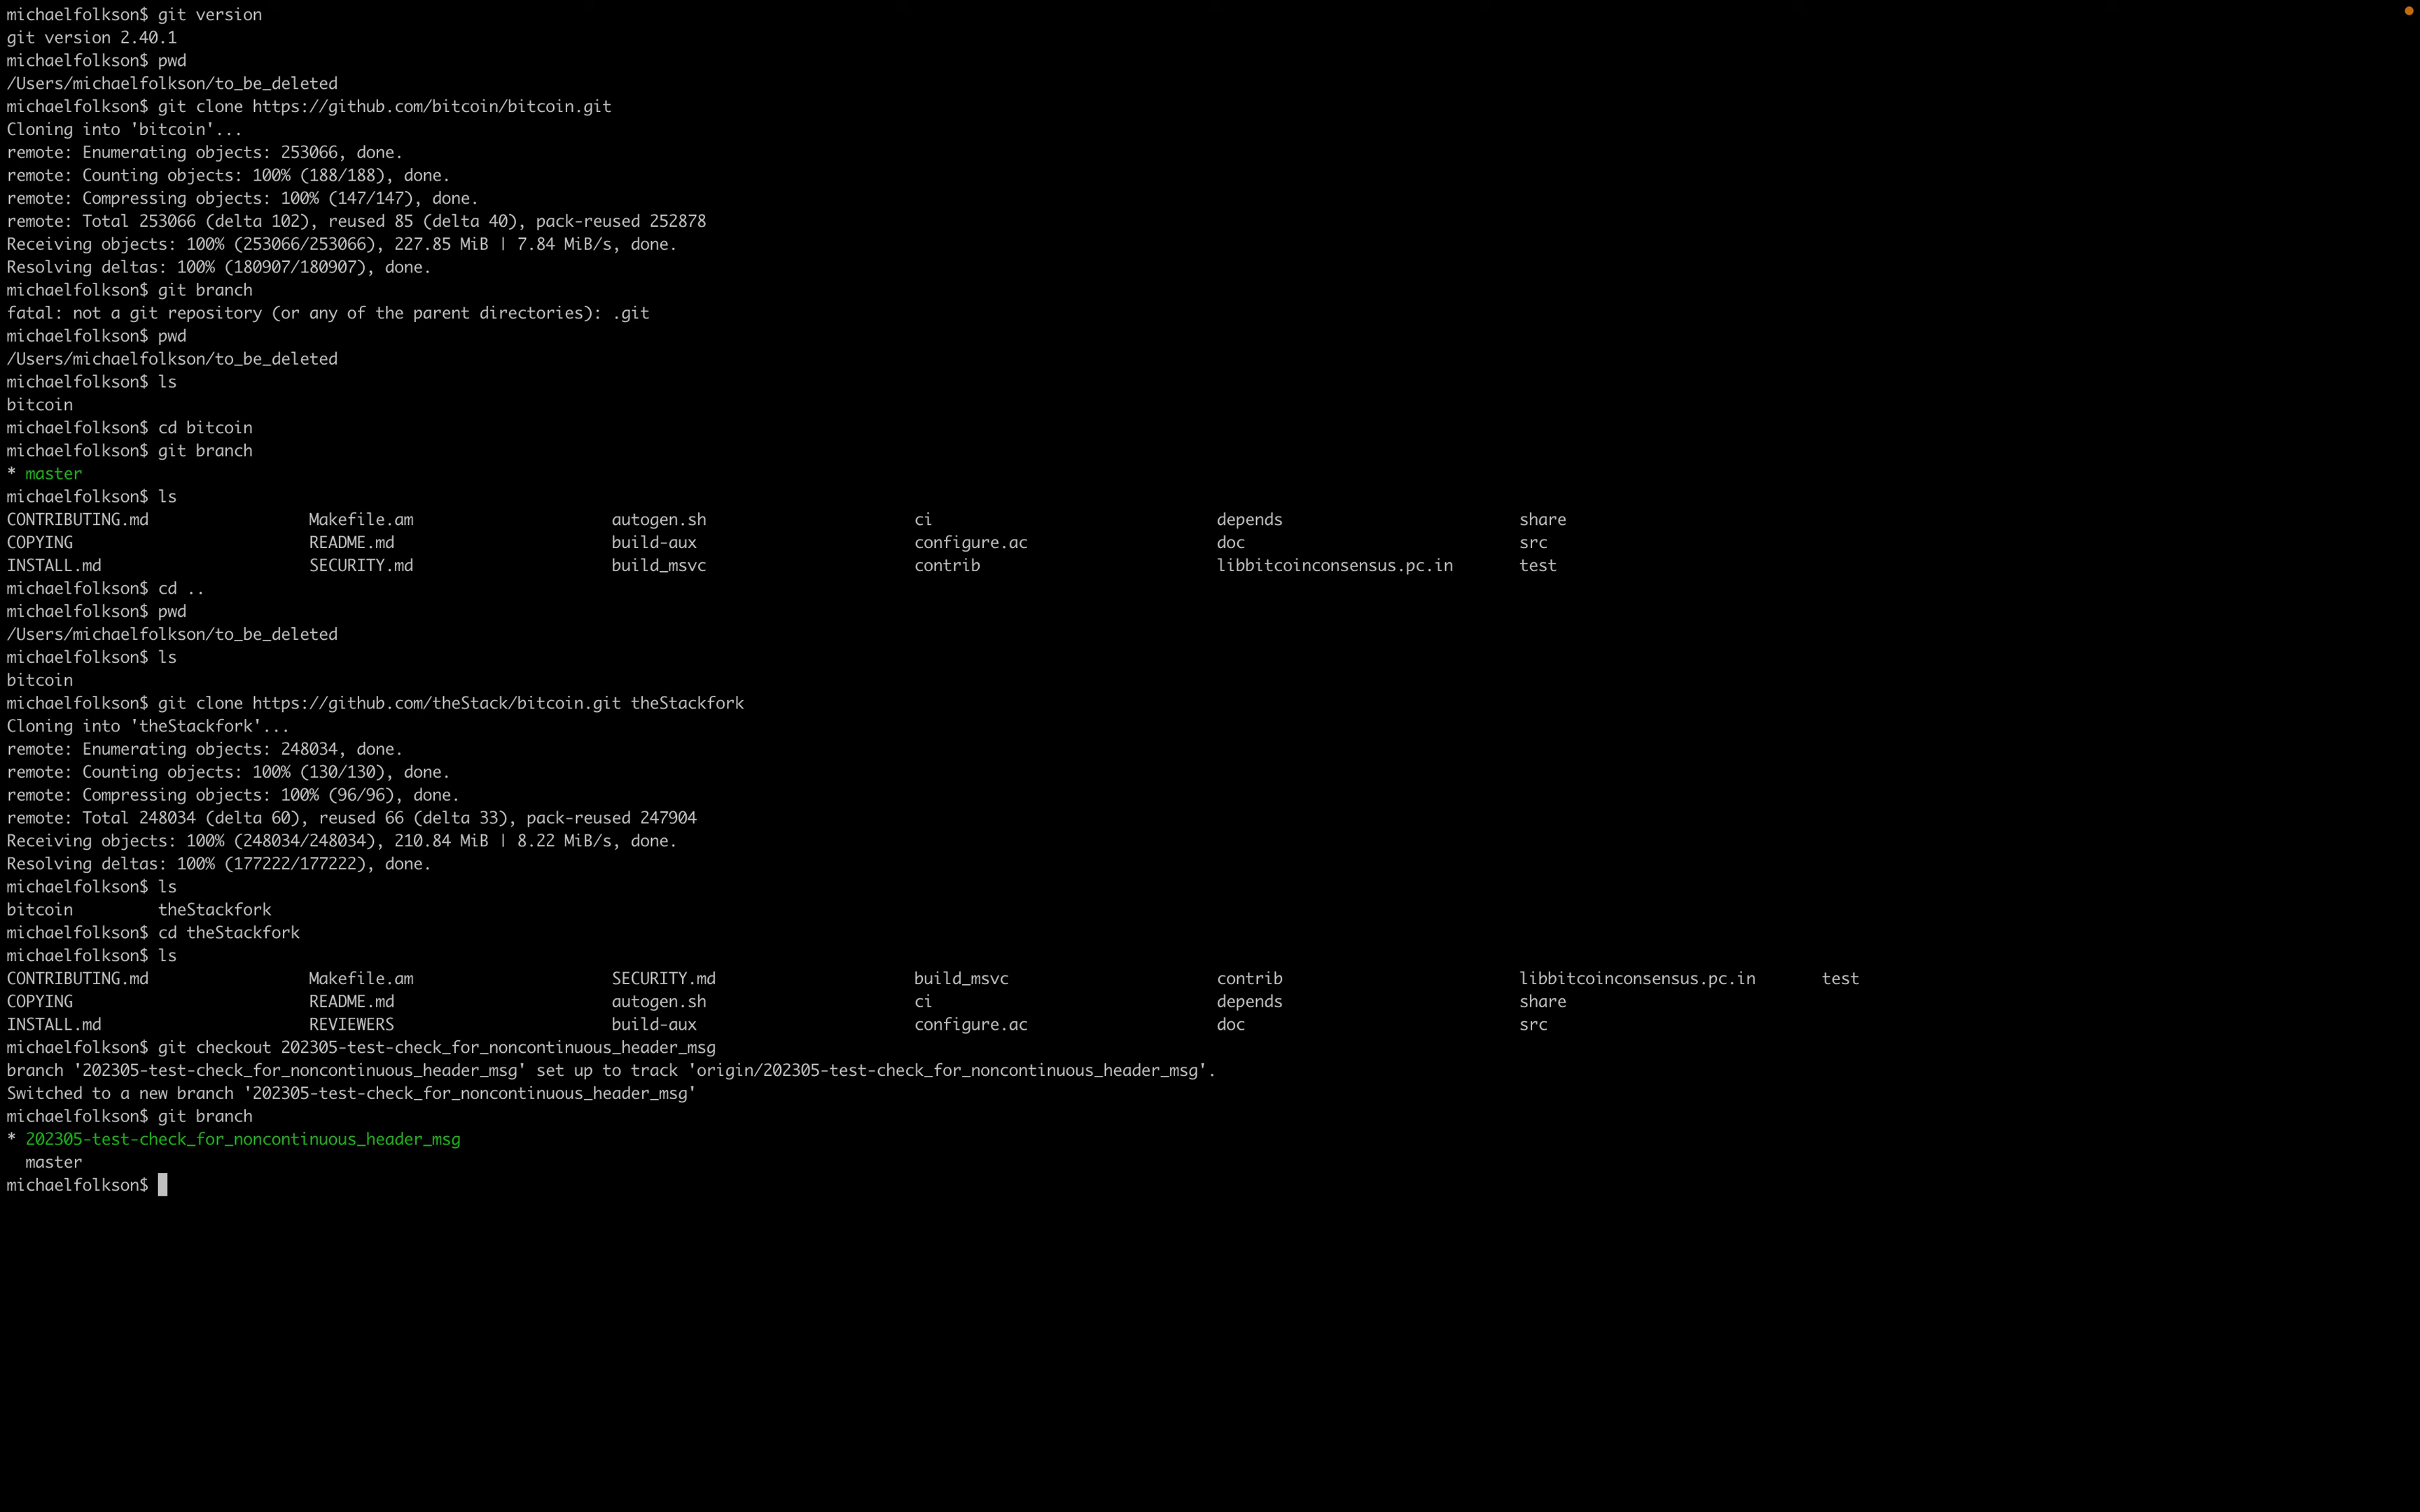 michaelfolkson$ git version
git version 2.40.1
michaelfolkson$ pwd
/Users/michaelfolkson/to_be_deleted
michaelfolkson$ git clone https://github.com/bitcoin/bitcoin.git
Cloning into 'bitcoin'...
remote: Enumerating objects: 253066, done.
remote: Counting objects: 100% (188/188), done.
remote: Compressing objects: 100% (147/147), done.
remote: Total 253066 (delta 102), reused 85 (delta 40), pack-reused 252878
Receiving objects: 100% (253066/253066), 227.85 MiB | 7.84 MiB/s, done.
Resolving deltas: 100% (180907/180907), done.
michaelfolkson$ git branch
fatal: not a git repository (or any of the parent directories): .git
michaelfolkson$ pwd
/Users/michaelfolkson/to_be_deleted
michaelfolkson$ ls
bitcoin
michaelfolkson$ cd bitcoin
michaelfolkson$ git branch
* master
michaelfolkson$ ls
CONTRIBUTING.md Makefile.am autogen.sh ci depends share
COPYING README.md build-aux configure.ac doc src
INSTALL.md SECURITY.md build_msvc contrib libbitcoinconsensus.pc.in test
michaelfolkson$ cd ..
michaelfolkson$ pwd
/Users/michaelfolkson/to_be_deleted
michaelfolkson$ ls
bitcoin
michaelfolkson$ git clone https://github.com/theStack/bitcoin.git theStackfork
Cloning into 'theStackfork'...
remote: Enumerating objects: 248034, done.
remote: Counting objects: 100% (130/130), done.
remote: Compressing objects: 100% (96/96), done.
remote: Total 248034 (delta 60), reused 66 (delta 33), pack-reused 247904
Receiving objects: 100% (248034/248034), 210.84 MiB | 8.22 MiB/s, done.
Resolving deltas: 100% (177222/177222), done.
michaelfolkson$ ls
bitcoin theStackfork
michaelfolkson$ cd theStackfork
michaelfolkson$ ls
CONTRIBUTING.md Makefile.am SECURITY.md build_msvc contrib libbitcoinconsensus.pc.in test
COPYING README.md autogen.sh ci depends share
INSTALL.md REVIEWERS build-aux configure.ac doc src
michaelfolkson$ git checkout 202305-test-check_for_noncontinuous_header_msg
branch '202305-test-check_for_noncontinuous_header_msg' set up to track 'origin/202305-test-check_for_noncontinuous_header_msg'.
Switched to a new branch '202305-test-check_for_noncontinuous_header_msg'
michaelfolkson$ git branch
* 202305-test-check_for_noncontinuous_header_msg
master
michaelfolkson$